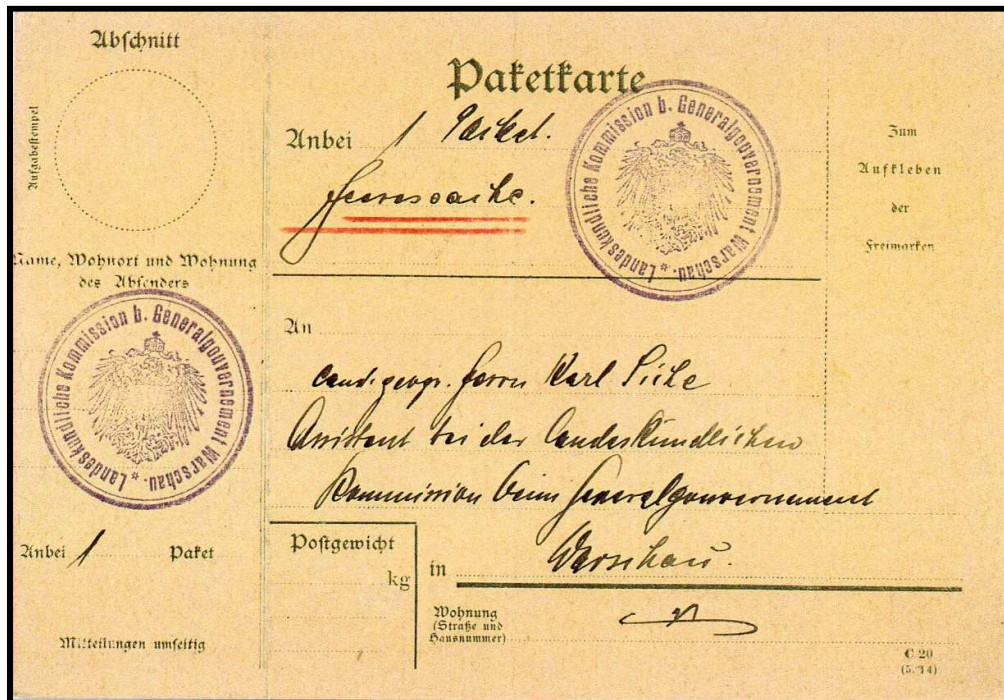 Abschnitt
Aufgabestempel
Name, Wohnort und Wohnung
des Absenders
Landeskundliche Kommission b. Generalgouvernement Warschau. *
Anbei 1 Paket
Mitteilungen umseitig
Paketkarte
Anbei 1 Paket.
Heeressache.
Landeskundliche Kommission b. Generalgouvernement Warschau. *
Zum
Aufkleben
der
Freimarken
An
cand. geogr. Herrn Karl
Assistent bei der Landeskundlichen
Kommission beim Generalgouvernement
in Warschau.
Postgewicht
kg
Wohnung
(Straße und
Hausnummer)
C 20
(5. 14)